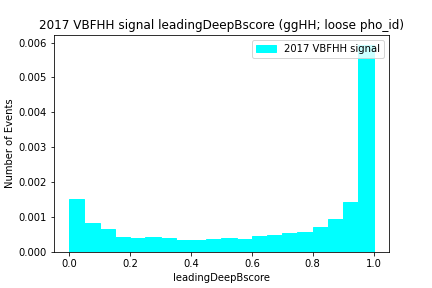 2017 VBFHH signal leadingDeepBscore (ggHH; loose pho_id)
2017 VBFHH signal
Number of Events
0.006
0.005
0.004
0.003
0.002
0.001
0.000
0.0 0.2 0.4 0.6 0.8 1.0
leadingDeepBscore